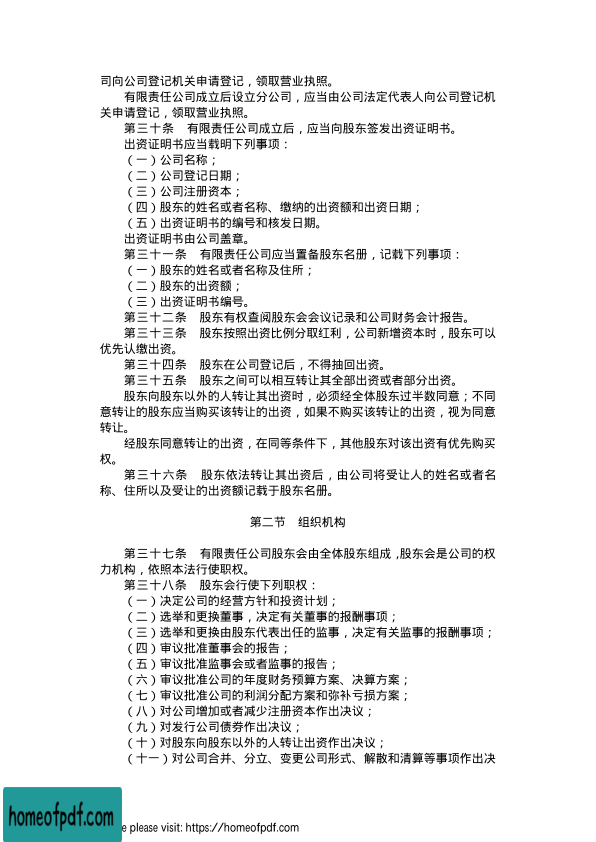 司向公司登记机关申请登记，领取营业执照。
有限责任公司成立后设立分公司，应当由公司法定代表人向公司登记机
关申请登记，领取营业执照。
第三十条　有限责任公司成立后，应当向股东签发出资证明书。
出资证明书应当载明下列事项：
（一）公司名称；
（二）公司登记日期；
（三）公司注册资本；
（四）股东的姓名或者名称、缴纳的出资额和出资日期；
（五）出资证明书的编号和核发日期。
出资证明书由公司盖章。
第三十一条　有限责任公司应当置备股东名册，记载下列事项：
（一）股东的姓名或者名称及住所；
（二）股东的出资额；
（三）出资证明书编号。
第三十二条　股东有权查阅股东会会议记录和公司财务会计报告。
第三十三条　股东按照出资比例分取红利，公司新增资本时，股东可以
优先认缴出资。
第三十四条　股东在公司登记后，不得抽回出资。
第三十五条　股东之间可以相互转让其全部出资或者部分出资。
股东向股东以外的人转让其出资时，必须经全体股东过半数同意；不同
意转让的股东应当购买该转让的出资，如果不购买该转让的出资，视为同意
转让。
经股东同意转让的出资，在同等条件下，其他股东对该出资有优先购买
权。
第三十六条　股东依法转让其出资后，由公司将受让人的姓名或者名
称、住所以及受让的出资额记载于股东名册。
第二节　组织机构
第三十七条　有限责任公司股东会由全体股东组成，股东会是公司的权
力机构，依照本法行使职权。
第三十八条　股东会行使下列职权：
（一）决定公司的经营方针和投资计划；
（二）选举和更换董事，决定有关董事的报酬事项；
（三）选举和更换由股东代表出任的监事，决定有关监事的报酬事项；
（四）审议批准董事会的报告；
（五）审议批准监事会或者监事的报告；
（六）审议批准公司的年度财务预算方案、决算方案；
（七）审议批准公司的利润分配方案和弥补亏损方案；
（八）对公司增加或者减少注册资本作出决议；
（九）对发行公司债券作出决议；
（十）对股东向股东以外的人转让出资作出决议；
（十一）对公司合并、分立、变更公司形式、解散和清算等事项作出决
homeofpdf.com
e please visit: https://homeofpdf.com